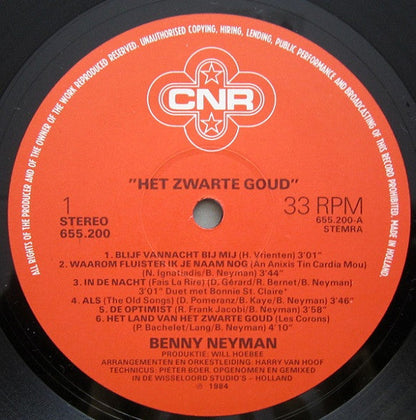 ALL RIGHTS OF THE PRODUCER AND OF THE OWNER OF THE WORK REPRODUCED RESERVED. UNAUTHORISED COPYING, HIRING, LENDING, PUBLIC PERFORMANCE AND BROADCASTING OF THIS RECORD PROHIBITED. MADE IN HOLLAND.
CNR
"HET ZWARTE GOUD"
1
STEREO
655.200
33 RPM
655.200-A
STEMRA
1. BLIJF VANNACHT BIJ MIJ (H. Vrienten) 3'01"
2. WAAROM FLUISTER IK JE NAAM NOG (An Anixis Tin Cardia Mou)
(N. Ignatiadis/B. Neyman) 3'44"
3. IN DE NACHT (Fais La Rire) (D. Gérard/R. Bernet/B. Neyman)
3'01" Duet met Bonnie St. Claire*
4. ALS (The Old Songs) (D. Pomeranz/B. Kaye/B. Neyman) 3'46"
5. DE OPTIMIST (R. Frank Jacobi/B. Neyman) 3'58"
6. HET LAND VAN HET ZWARTE GOUD (Les Corons)
(P. Bachelet/Lang/B. Neyman) 4'10"
BENNY NEYMAN
PRODUKTIE: WILL HOEBEE
ARRANGEMENTEN EN ORKESTLEIDING: HARRY VAN HOOF
TECHNICUS: PIETER BOER, OPGENOMEN EN GEMIXED
IN DE WISSELOORD STUDIO'S – HOLLAND
℗ 1984